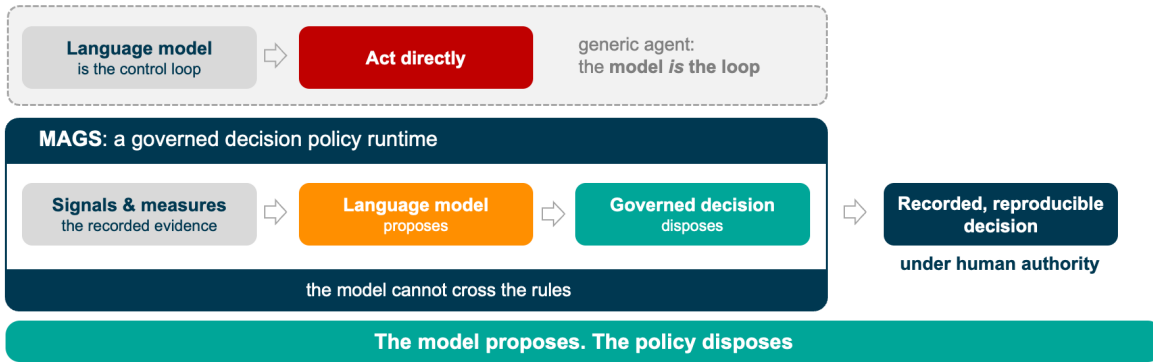 Language model
is the control loop
Act directly
generic agent:
the model is the loop
MAGS: a governed decision policy runtime
Signals & measures
the recorded evidence
Language model
proposes
Governed decision
disposes
Recorded, reproducible
decision
under human authority
the model cannot cross the rules
The model proposes. The policy disposes